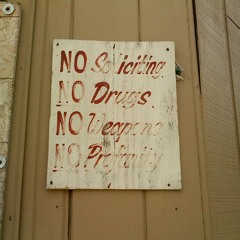 NO Soliciting
NO Drugs
NO Weapons
NO Profanity